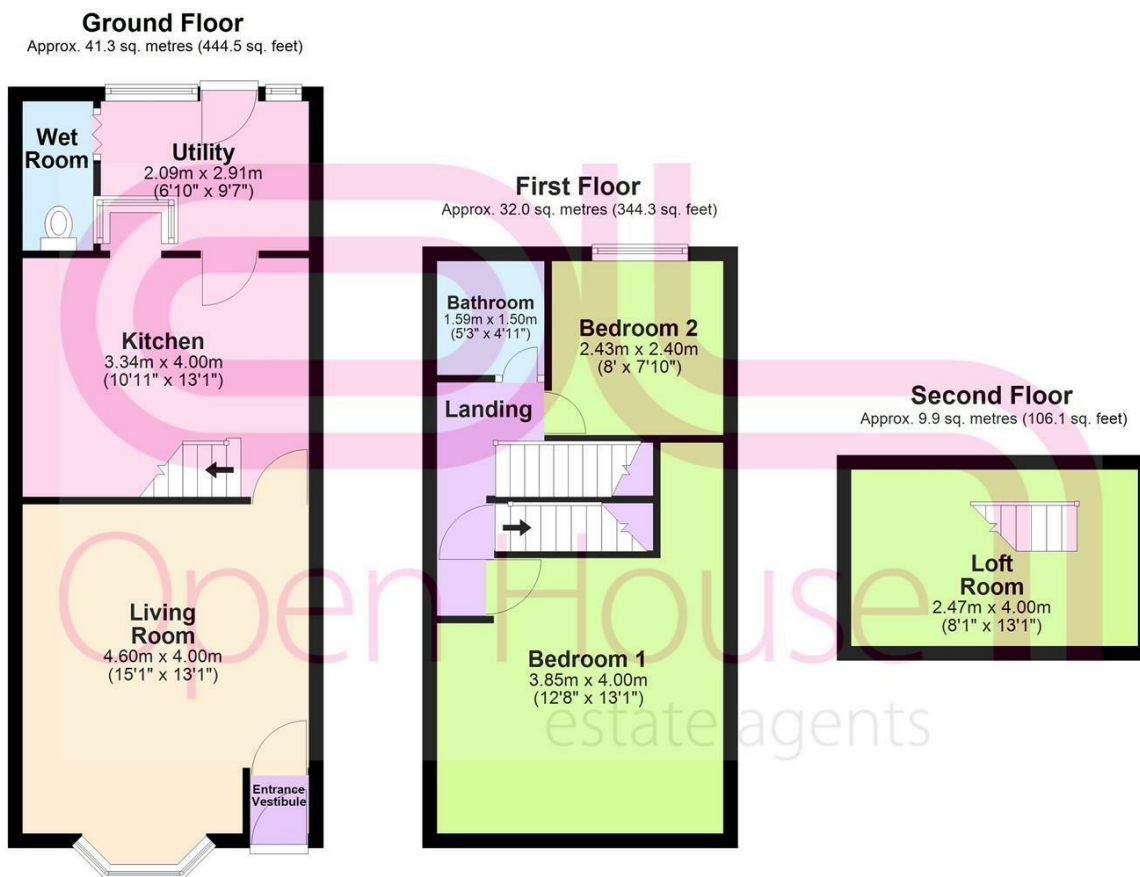 Ground Floor
Approx. 41.3 sq. metres (444.5 sq. feet)
Wet
Room
Utility
2.09m x 2.91m
(6'10" x 9'7")
Kitchen
3.34m x 4.00m
(10'11" x 13'1")
Living
Room
4.60m x 4.00m
(15'1" x 13'1")
Entrance
Vestibule
First Floor
Approx. 32.0 sq. metres (344.3 sq. feet)
Bathroom
1.59m x 1.50m
(5'3" x 4'11")
Bedroom 2
2.43m x 2.40m
(8' x 7'10")
Landing
Bedroom 1
3.85m x 4.00m
(12'8" x 13'1")
Second Floor
Approx. 9.9 sq. metres (106.1 sq. feet)
Loft
Room
2.47m x 4.00m
(8'1" x 13'1")
Open House
estate agents